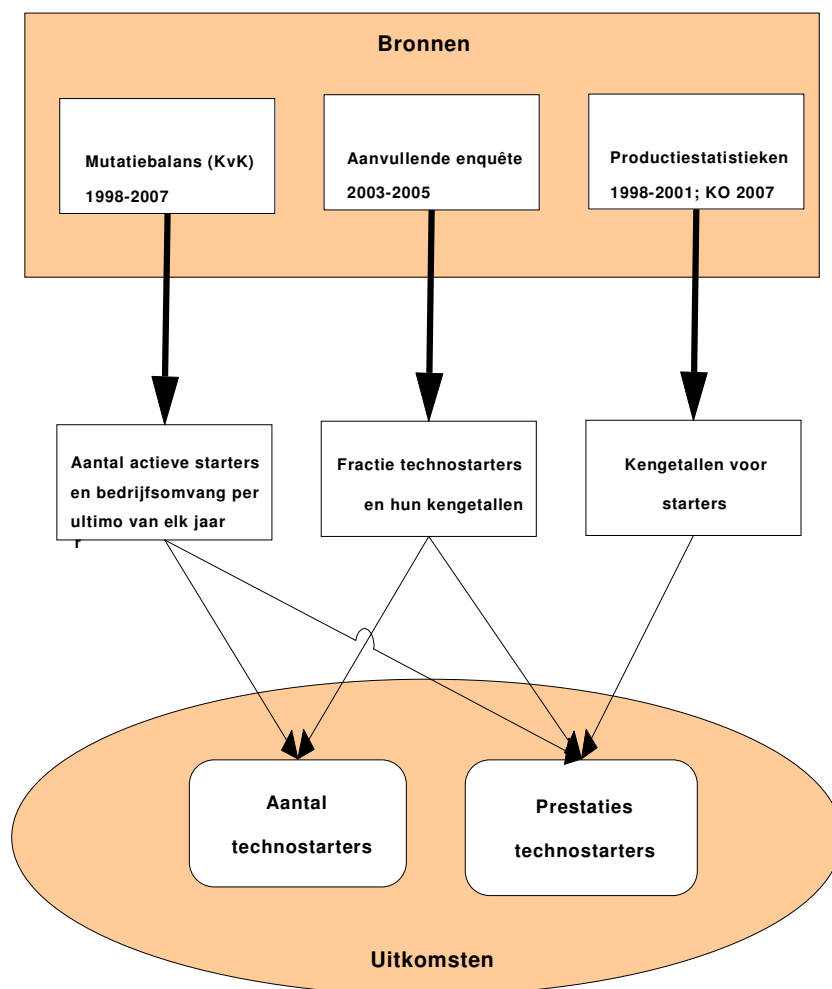 Bronnen
Mutatiebalans (KvK)
1998-2007
Aanvullende enquête
2003-2005
Productiestatistieken
1998-2001; KO 2007
Aantal actieve starters
en bedrijfsomvang per
ultimo van elk jaar
r
Fractie technostarters
en hun kengetallen
Kengetallen voor
starters
Aantal
technostarters
Prestaties
technostarters
Uitkomsten